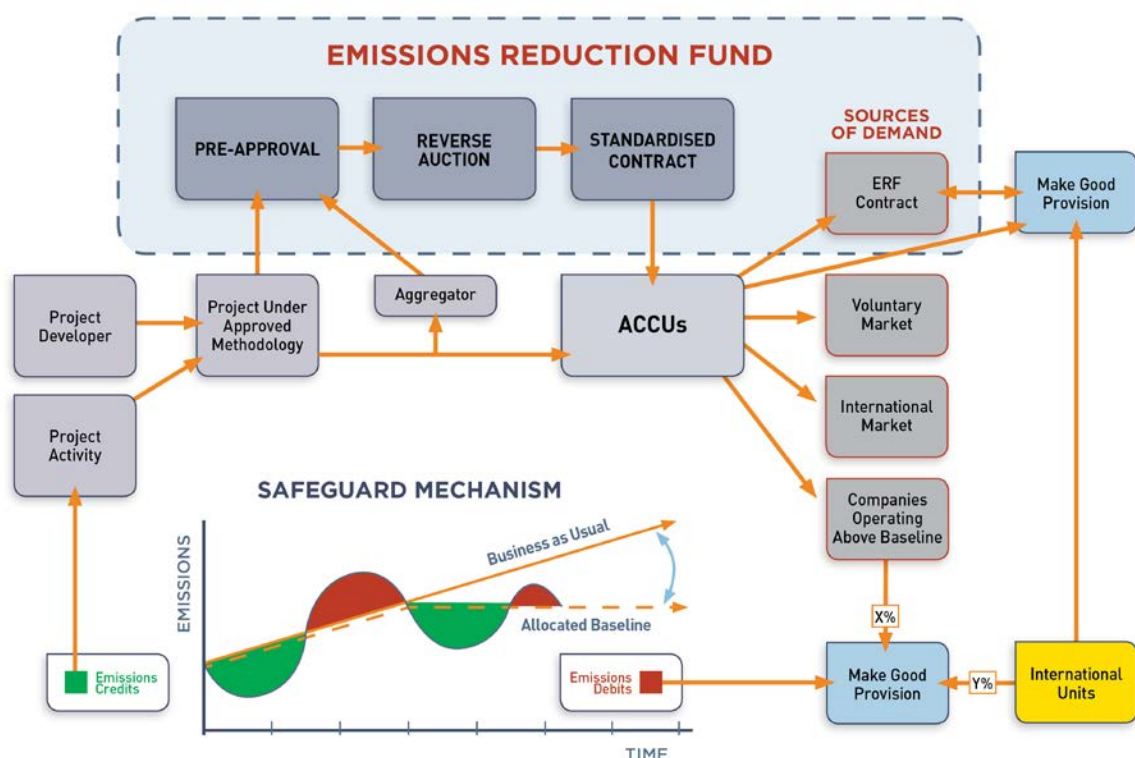 EMISSIONS REDUCTION FUND
PRE-APPROVAL
REVERSE
AUCTION
STANDARDISED
CONTRACT
SOURCES
OF DEMAND
ERF
Contract
Make Good
Provision
Project
Developer
Project Under
Approved
Methodology
Aggregator
ACCUs
Voluntary
Market
Project
Activity
International
Market
Companies
Operating
Above Baseline
SAFEGUARD MECHANISM
EMISSIONS
Business as Usual
Allocated Baseline
TIME
Emissions
Credits
Emissions
Debits
X%
Make Good
Provision
Y%
International
Units